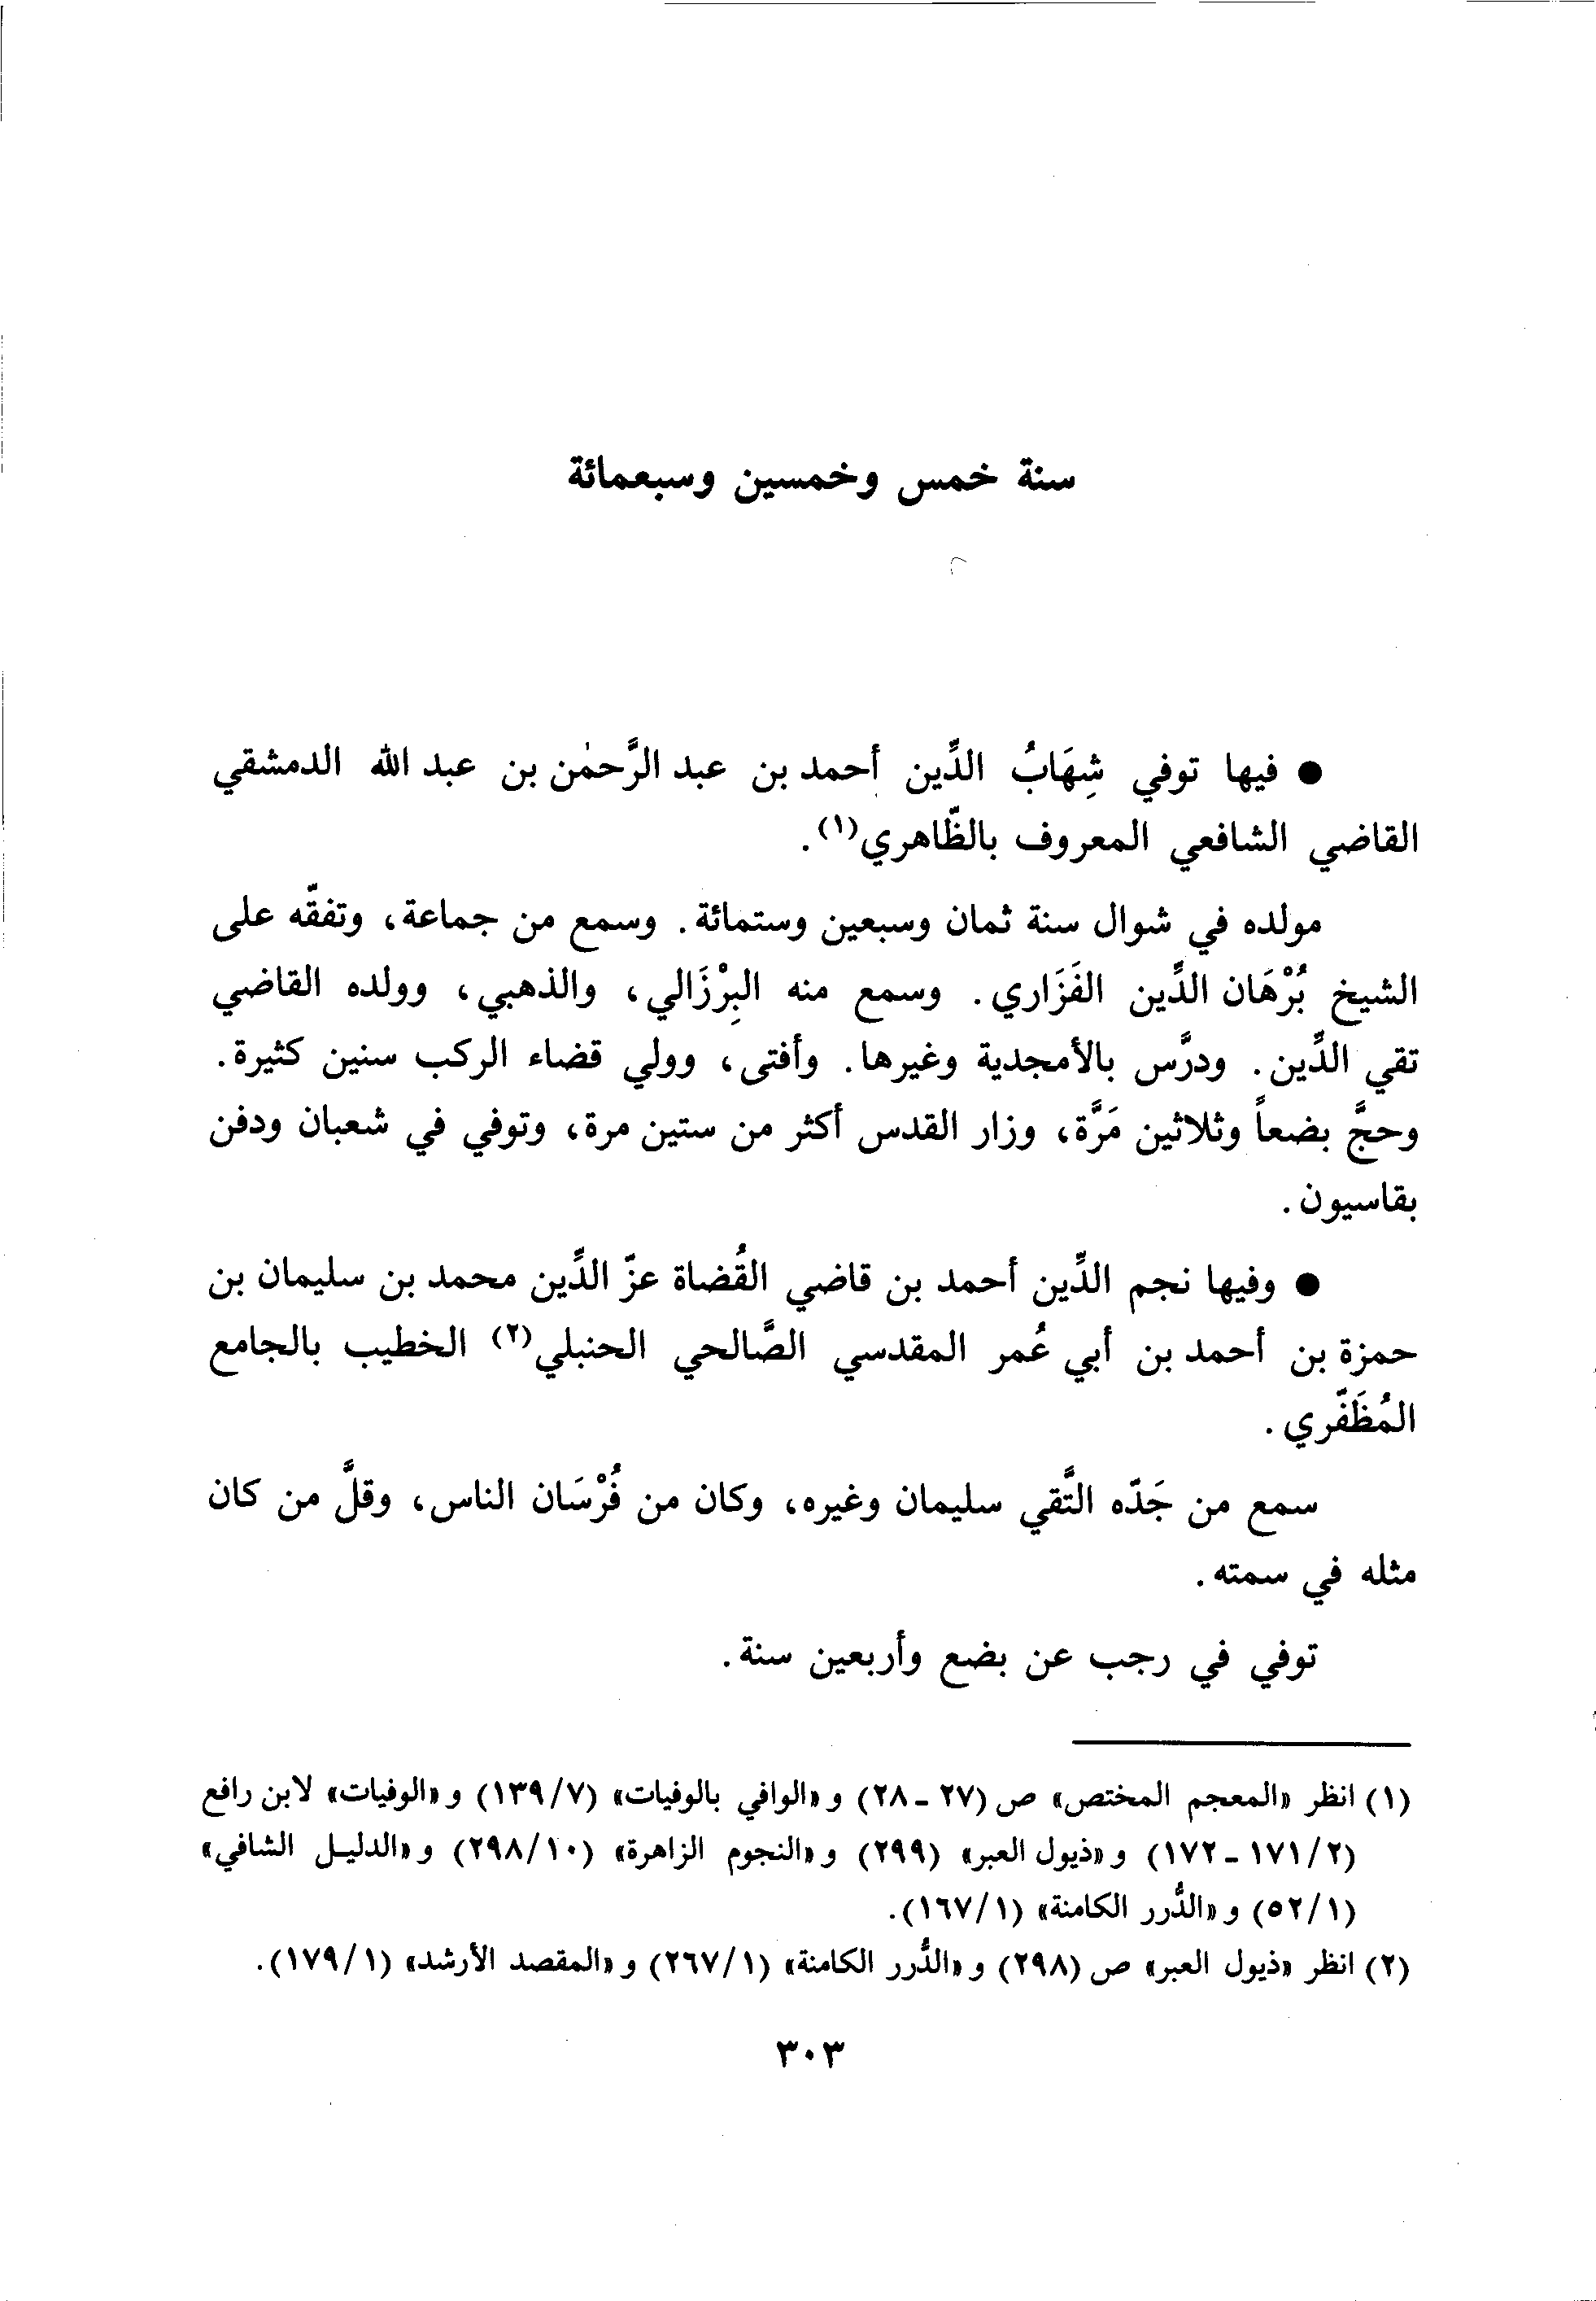 سنة خمس وخمسين وسبعمائة
● فيها توفي شِهَابُ الدِّين أحمد بن عبد الرَّحمٰن بن عبد الله الدمشقي
القاضي الشافعي المعروف بالظّاهري(١).
مولده في شوال سنة ثمان وسبعين وستمائة. وسمع من جماعة، وتفقّه على
الشيخ بُرْهَان الدِّين الفَزَاري. وسمع منه البِرْزَالي، والذهبي، وولده القاضي
تقي الدِّين. ودرَّس بالأمجدية وغيرها. وأفتى، وولي قضاء الركب سنين كثيرة.
وحجَّ بضعاً وثلاثين مَرَّة، وزار القدس أكثر من ستين مرة، وتوفي في شعبان ودفن
بقاسيون.
● وفيها نجم الدِّين أحمد بن قاضي القُضاة عزّ الدِّين محمد بن سليمان بن
حمزة بن أحمد بن أبي عُمر المقدسي الصَّالحي الحنبلي(٢) الخطيب بالجامع
المُظَفّري.
سمع من جَدّه التَّقي سليمان وغيره، وكان من فُرْسَان الناس، وقلَّ من كان
مثله في سمته.
توفي في رجب عن بضع وأربعين سنة.
(١) انظر «المعجم المختص» ص (٢٧ - ٢٨) و «الوافي بالوفيات» (١٣٩/٧) و «الوفيات» لابن رافع
(١٧١/٢ - ١٧٢) و «ذيول العبر» (٢٩٩) و «النجوم الزاهرة» (٢٩٨/١٠) و «الدليل الشافي»
(٥٢/١) و «الدُّرر الكامنة» (١٦٧/١).
(٢) انظر «ذيول العبر» ص (٢٩٨) و «الدُّرر الكامنة» (٢٦٧/١) و «المقصد الأرشد» (١٧٩/١).
٣٠٣